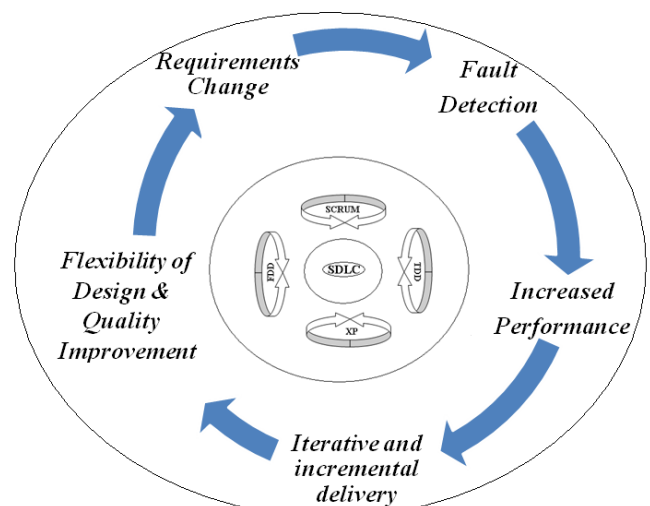 Requirements
Change
Fault
Detection
Increased
Performance
Iterative and
incremental
delivery
Flexibility of
Design &
Quality
Improvement
SCRUM
TDD
XP
FDD
SDLC